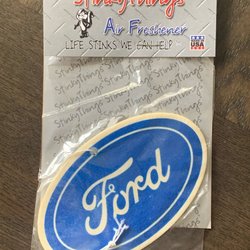 StinkyThings
Air Freshener
LIFE STINKS WE CAN HELP
USA
Ford